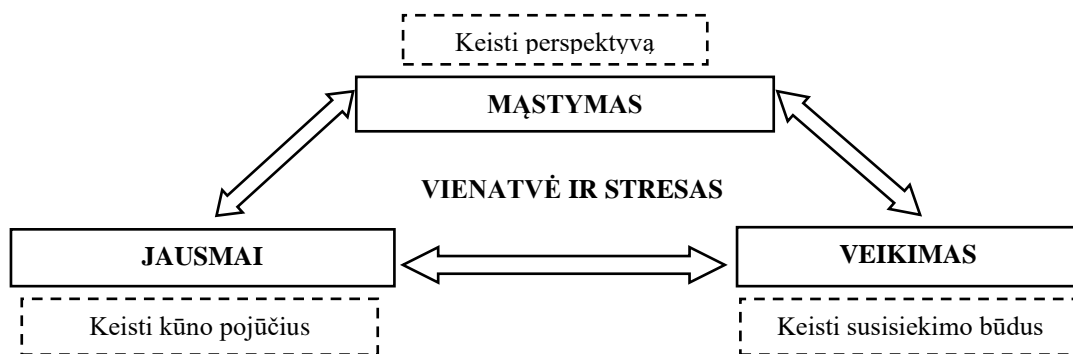 Keisti perspektyvą
MĄSTYMAS
VIENATVĖ IR STRESAS
JAUSMAI
VEIKIMAS
Keisti kūno pojūčius
Keisti susisiekimo būdus